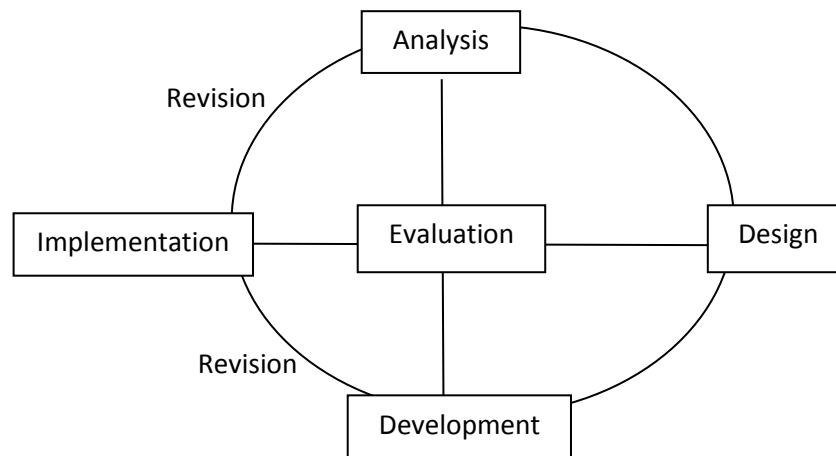 Analysis
Revision
Implementation
Evaluation
Design
Revision
Development